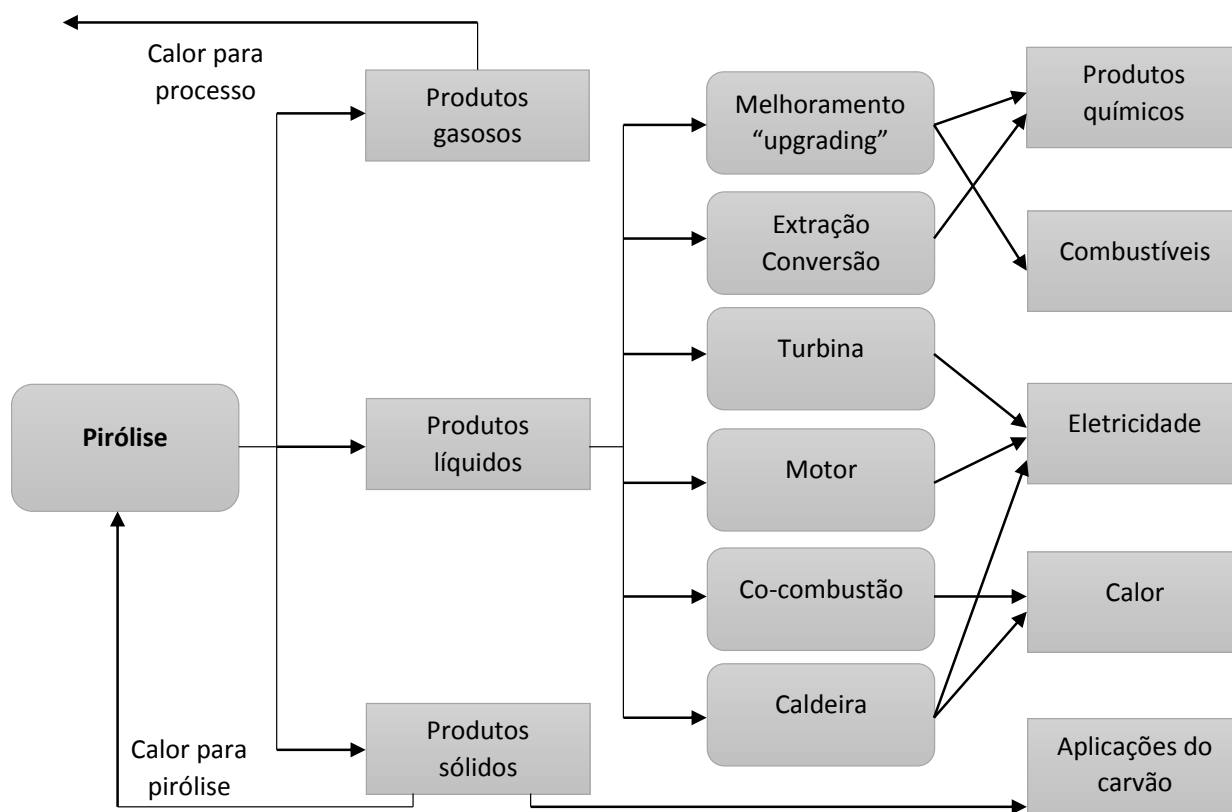 Calor para
processo
Produtos
gasosos
Melhoramento
“upgrading”
Produtos
químicos
Extração
Conversão
Combustíveis
Turbina
Pirólise
Produtos
líquidos
Eletricidade
Motor
Co-combustão
Calor
Caldeira
Calor para
pirólise
Produtos
sólidos
Aplicações do
carvão